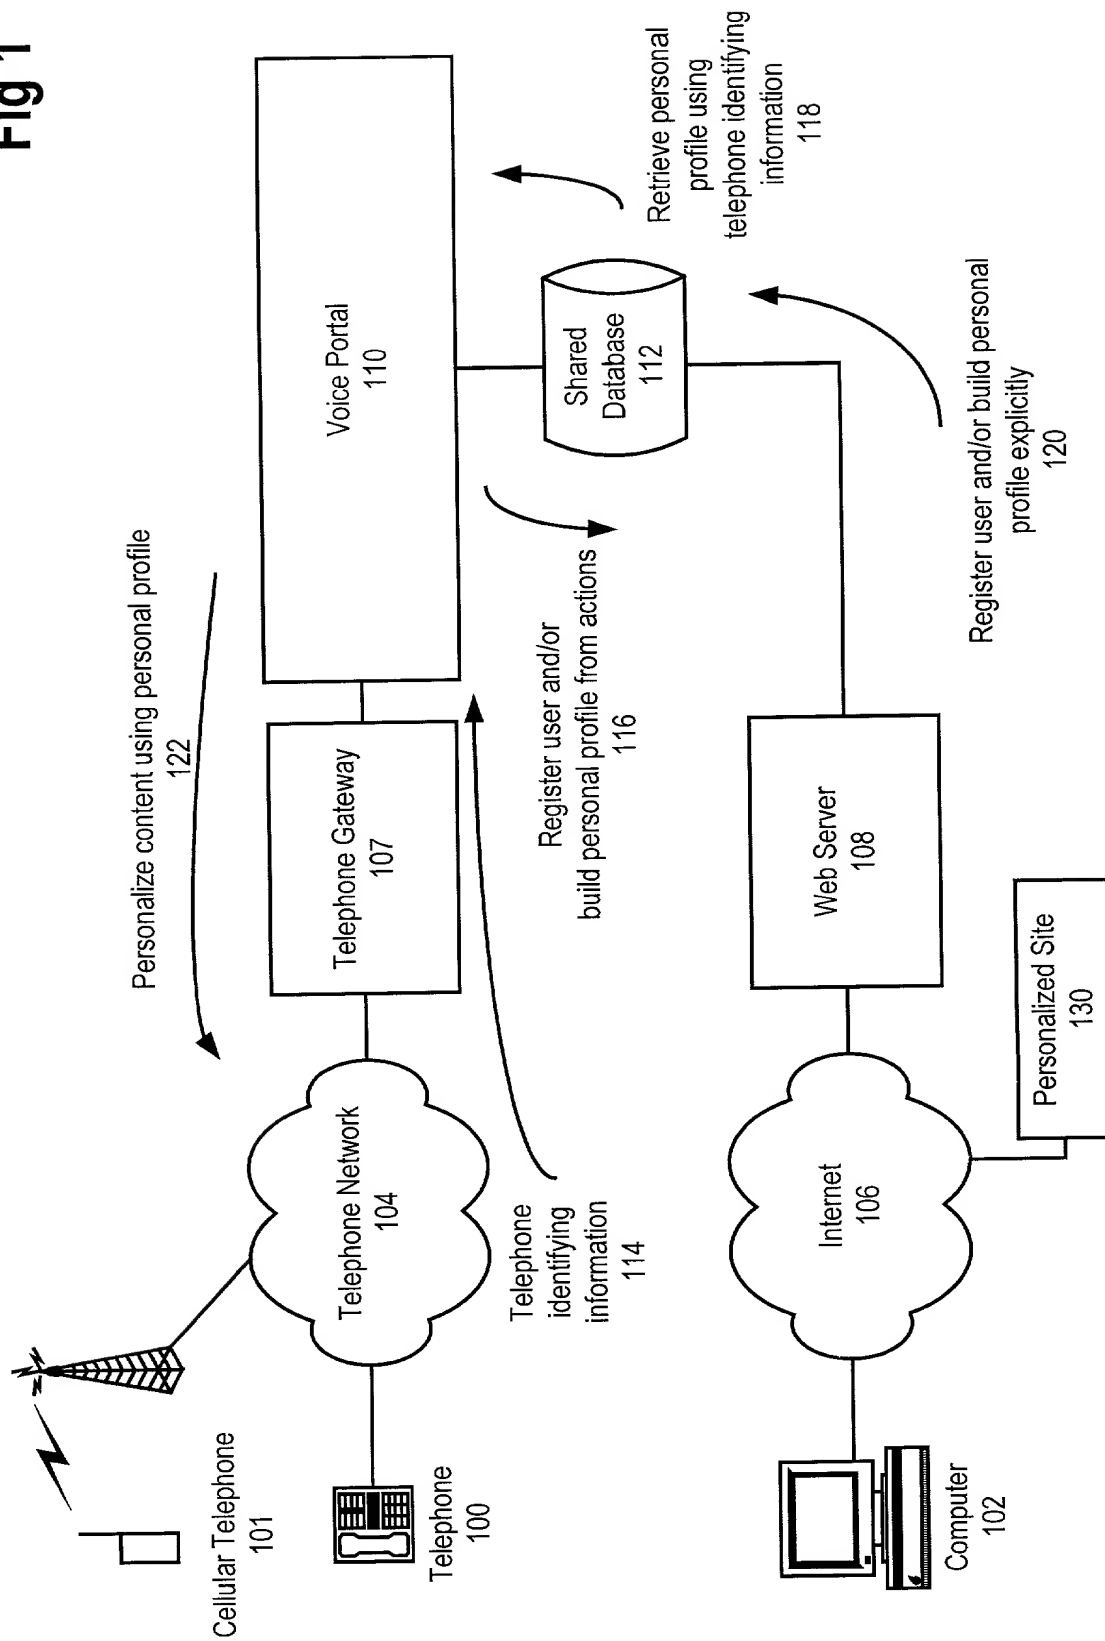 Fig 1
Personalize content using personal profile
122
Cellular Telephone
101
Telephone
100
Telephone Network
104
Telephone Gateway
107
Voice Portal
110
Telephone
identifying
information
114
Register user and/or
build personal profile from actions
116
Shared
Database
112
Retrieve personal
profile using
telephone identifying
information
118
Computer
102
Internet
106
Web Server
108
Register user and/or build personal
profile explicitly
120
Personalized Site
130